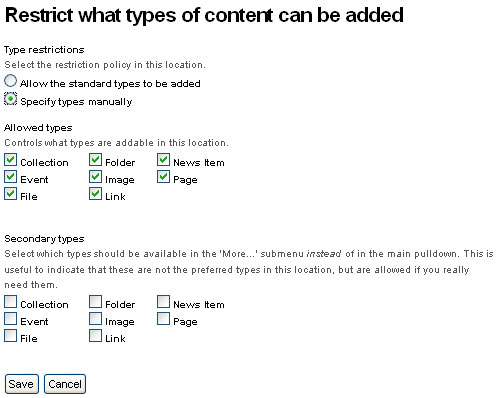 Restrict what types of content can be added
Type restrictions
Select the restriction policy in this location.
Allow the standard types to be added
Specify types manually
Allowed types
Controls what types are addable in this location.
Collection Folder News Item
Event Image Page
File Link
Secondary types
Select which types should be available in the 'More...' submenu instead of in the main pulldown. This is
useful to indicate that these are not the preferred types in this location, but are allowed if you really
need them.
Collection Folder News Item
Event Image Page
File Link
Save Cancel